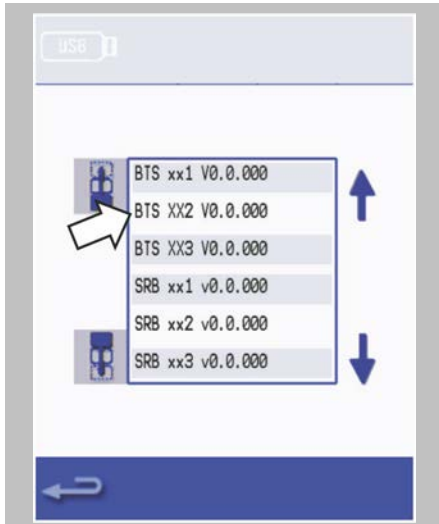 USB
BTS xx1 V0.0.000
BTS XX2 V0.0.000
BTS XX3 V0.0.000
SRB xx1 v0.0.000
SRB xx2 v0.0.000
SRB xx3 v0.0.000